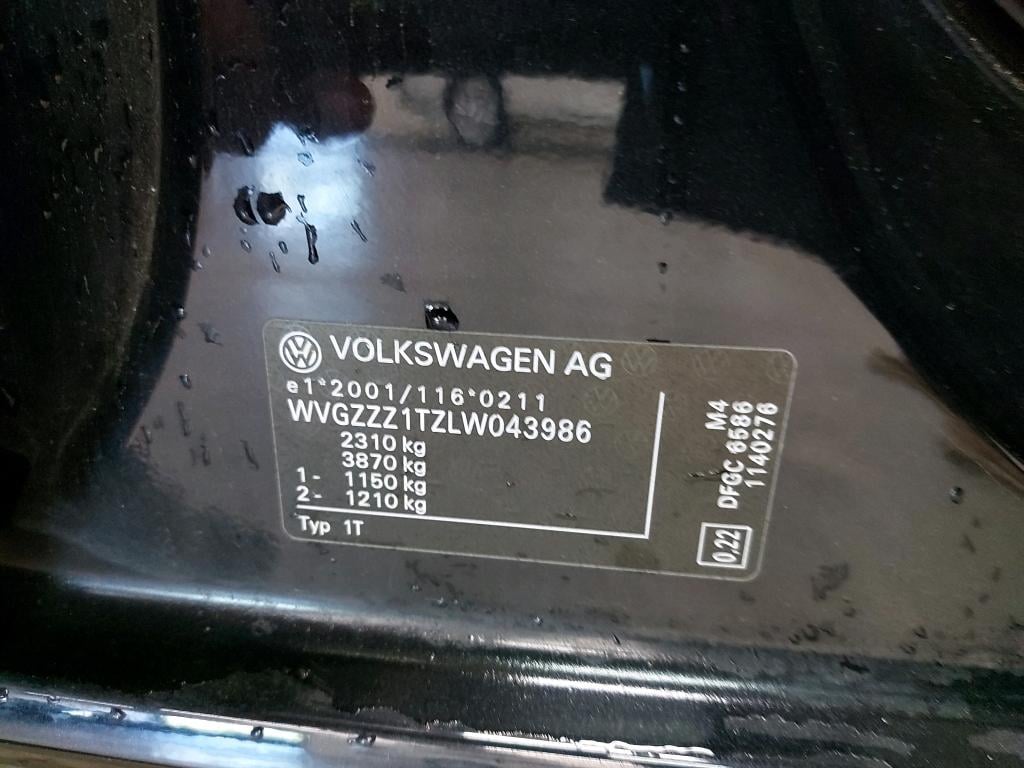 VOLKSWAGEN AG
e1*2001/116*0211
WVGZZZ1TZLW043986
2310 kg
3870 kg
1- 1150 kg
2- 1210 kg
Typ 1T
M4
DFGC 6586
1140276
0.22